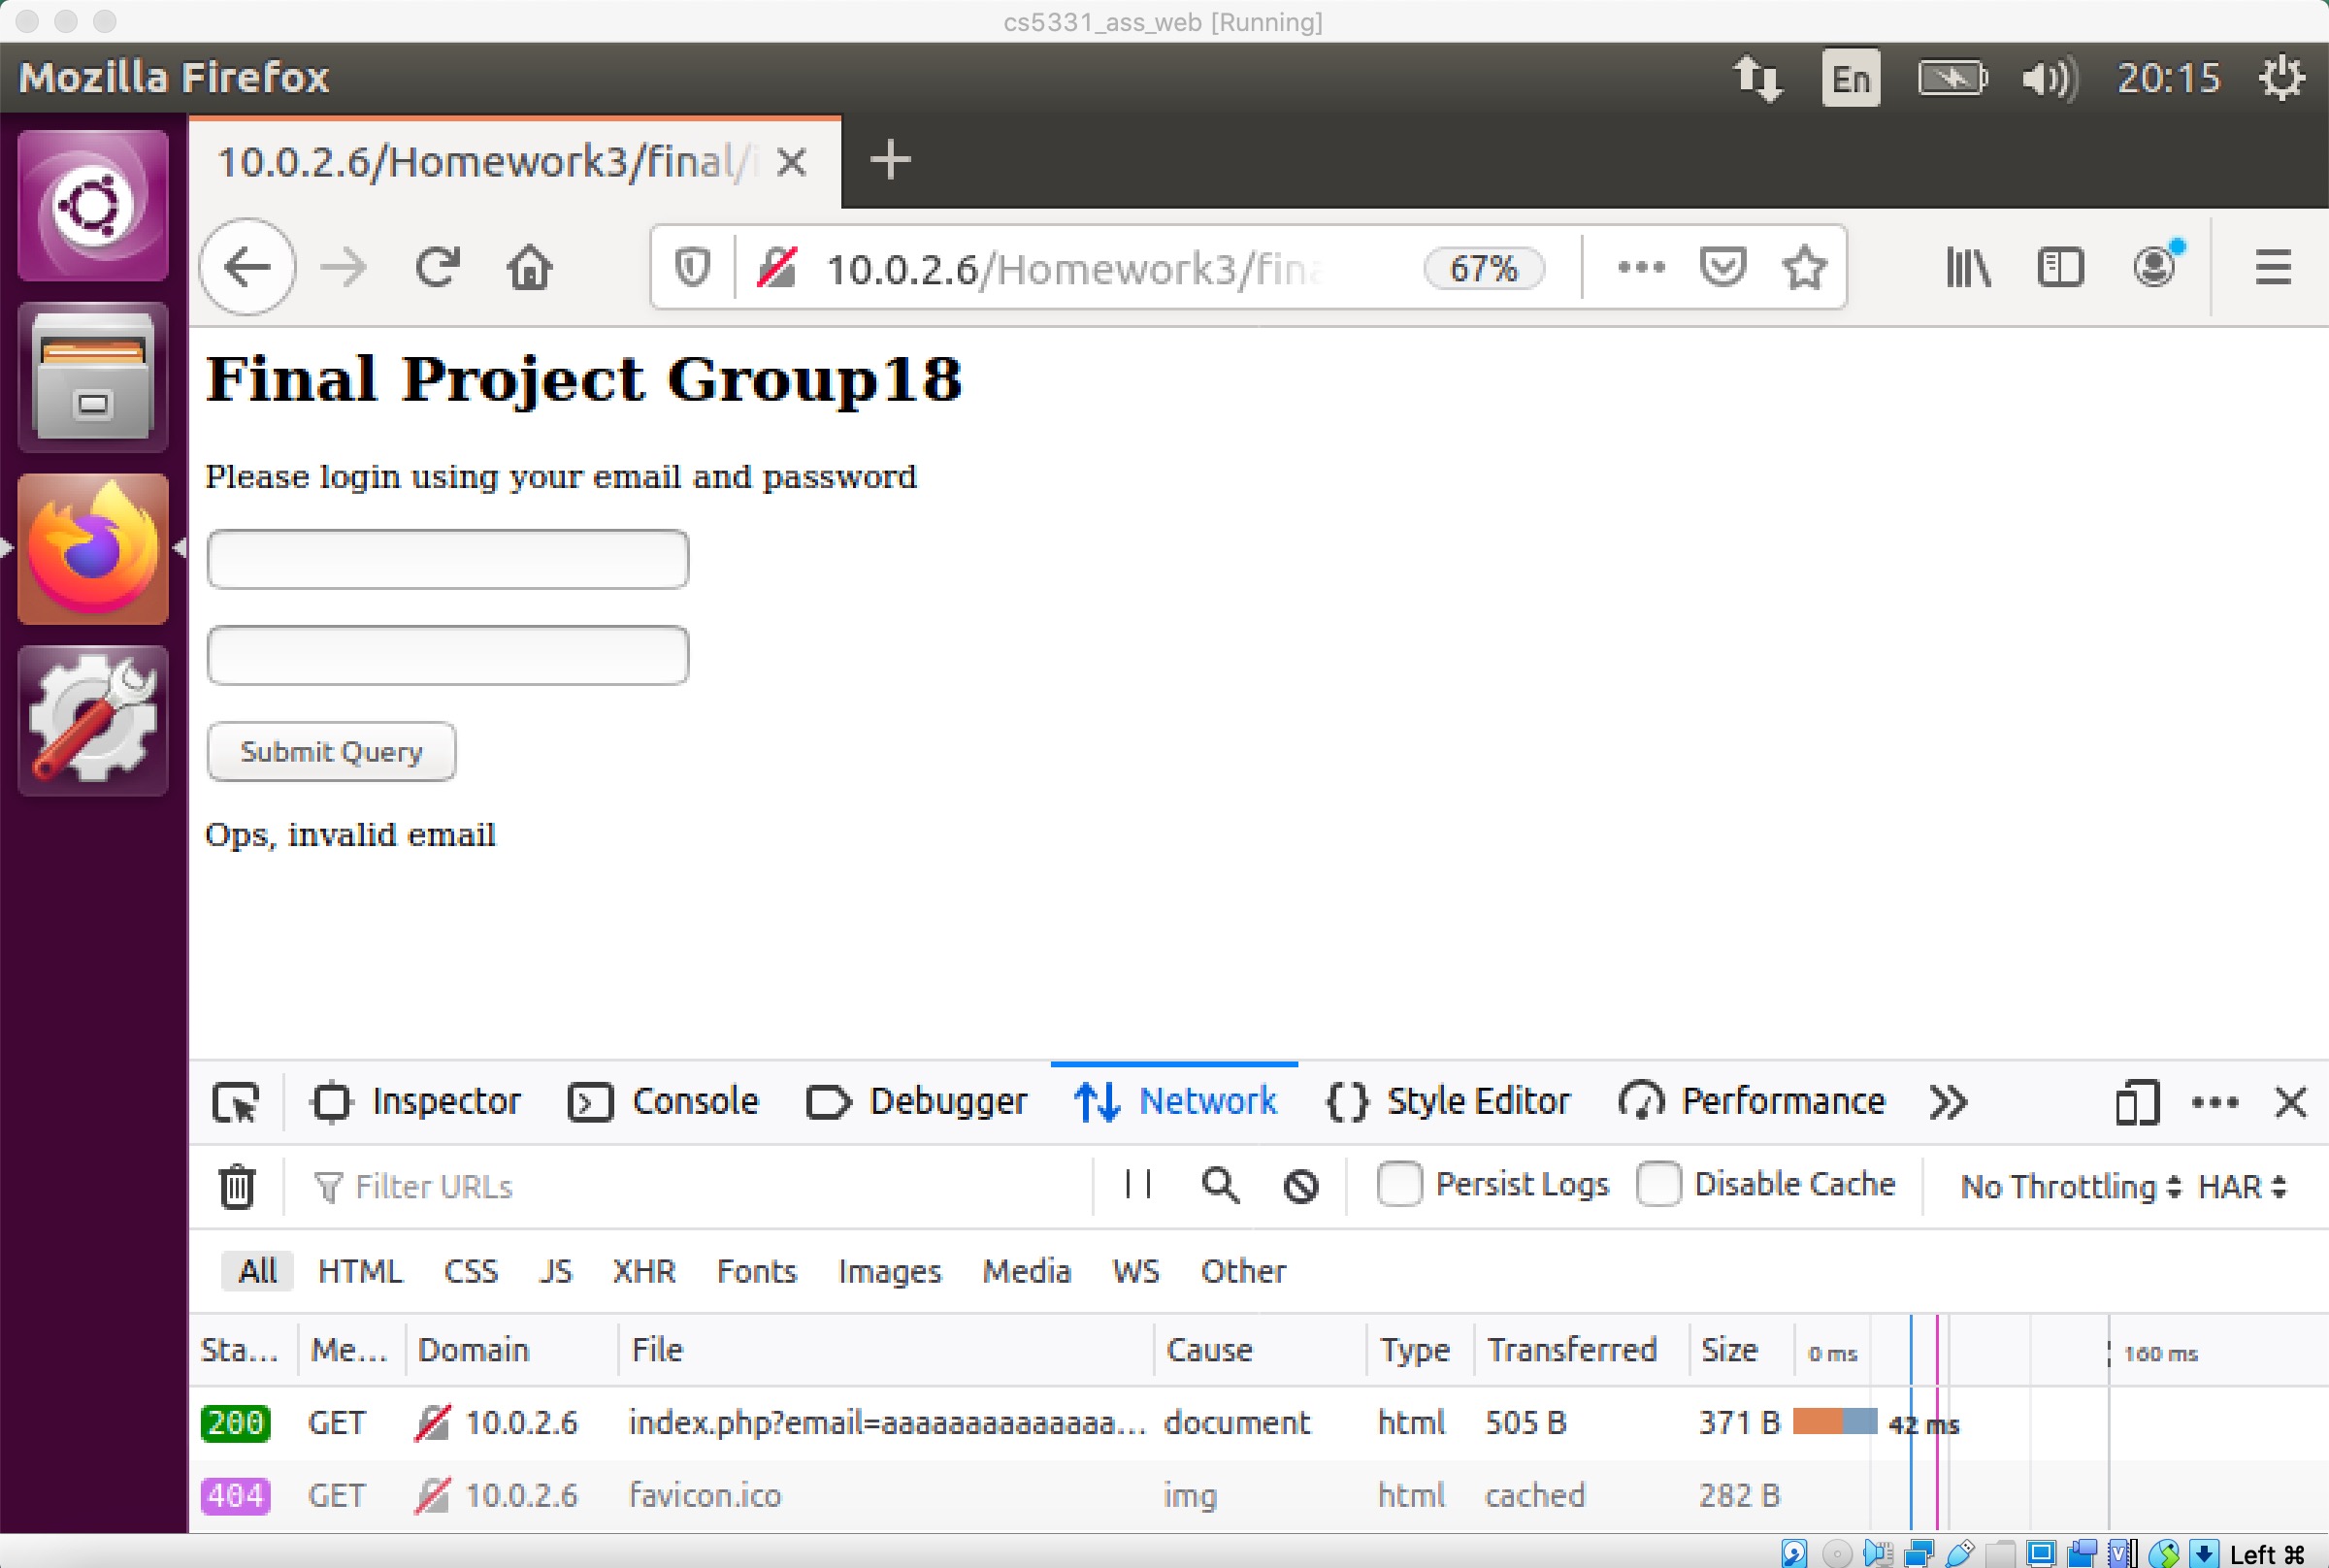 cs5331_ass_web [Running]
Mozilla Firefox
En
20:15
10.0.2.6/Homework3/final/i
10.0.2.6/Homework3/fina
67%
Final Project Group18
Please login using your email and password
Submit Query
Ops, invalid email
Inspector Console Debugger Network Style Editor Performance
Filter URLs Persist Logs Disable Cache No Throttling HAR
All HTML CSS JS XHR Fonts Images Media WS Other
Sta... Me... Domain File Cause Type Transferred Size 0 ms 160 ms
200 GET 10.0.2.6 index.php?email=aaaaaaaaaaaaaa... document html 505 B 371 B 42 ms
404 GET 10.0.2.6 favicon.ico img html cached 282 B
Left ⌘